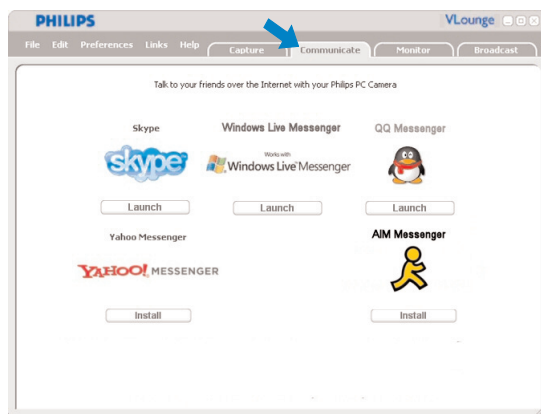 PHILIPS
VLounge
File Edit Preferences Links Help Capture Communicate Monitor Broadcast
Talk to your friends over the Internet with your Philips PC Camera
Skype Windows Live Messenger QQ Messenger
skype
Works with
Windows Live Messenger
Launch Launch Launch
Yahoo Messenger AIM Messenger
YAHOO! MESSENGER
Install Install